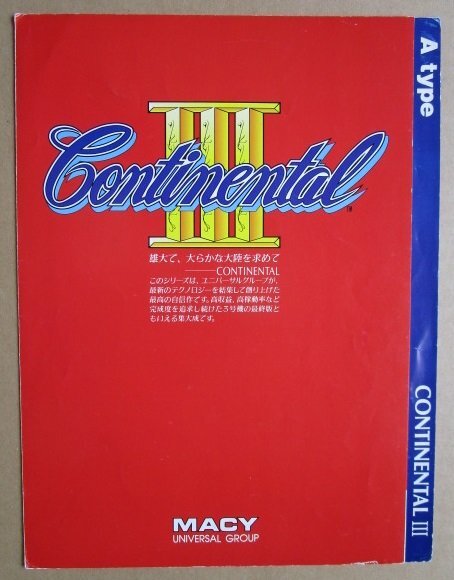 Continental
III
TM
雄大で、大らかな大陸を求めて
———CONTINENTAL
このシリーズは、ユニバーサルグループが、
最新のテクノロジーを結集して創り上げた
最高の自信作です。高収益、高稼動率など
完成度を追求し続けた3号機の最終版と
もいえる集大成です。
MACY
UNIVERSAL GROUP
A type
CONTINENTAL III